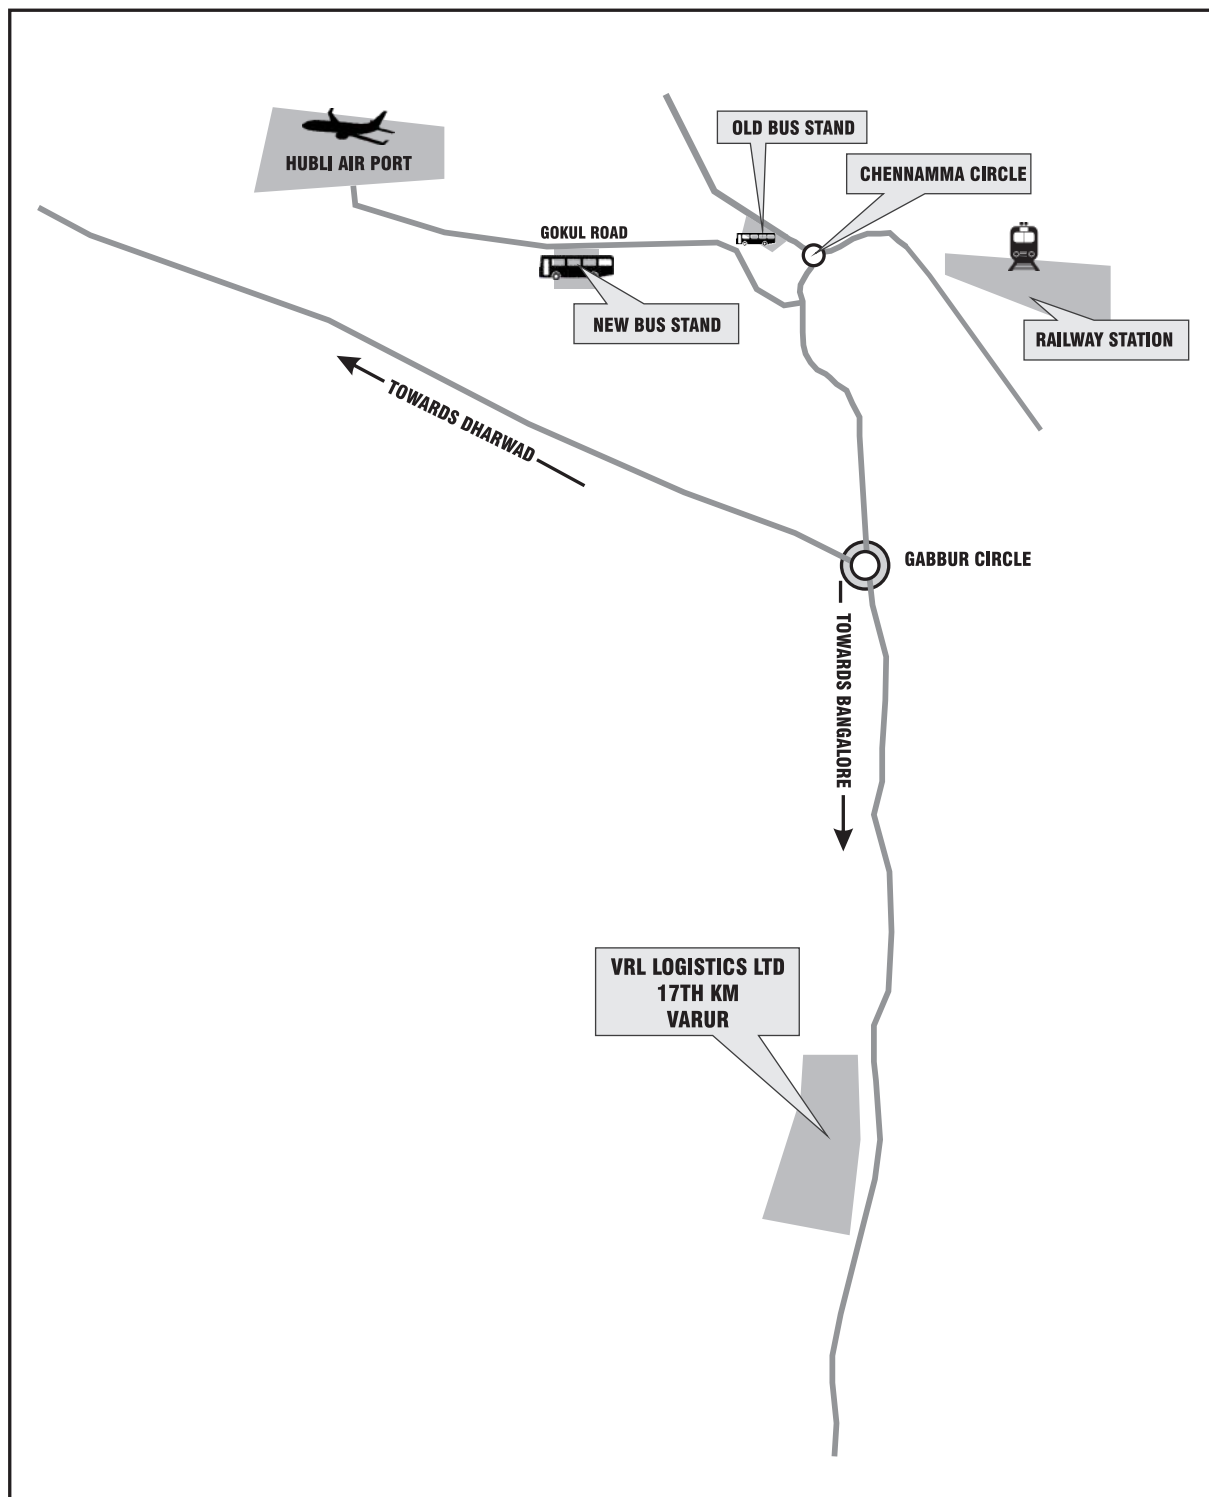 OLD BUS STAND
HUBLI AIR PORT
CHENNAMMA CIRCLE
GOKUL ROAD
NEW BUS STAND
RAILWAY STATION
TOWARDS DHARWAD
GABBUR CIRCLE
TOWARDS BANGALORE
VRL LOGISTICS LTD
17TH KM
VARUR